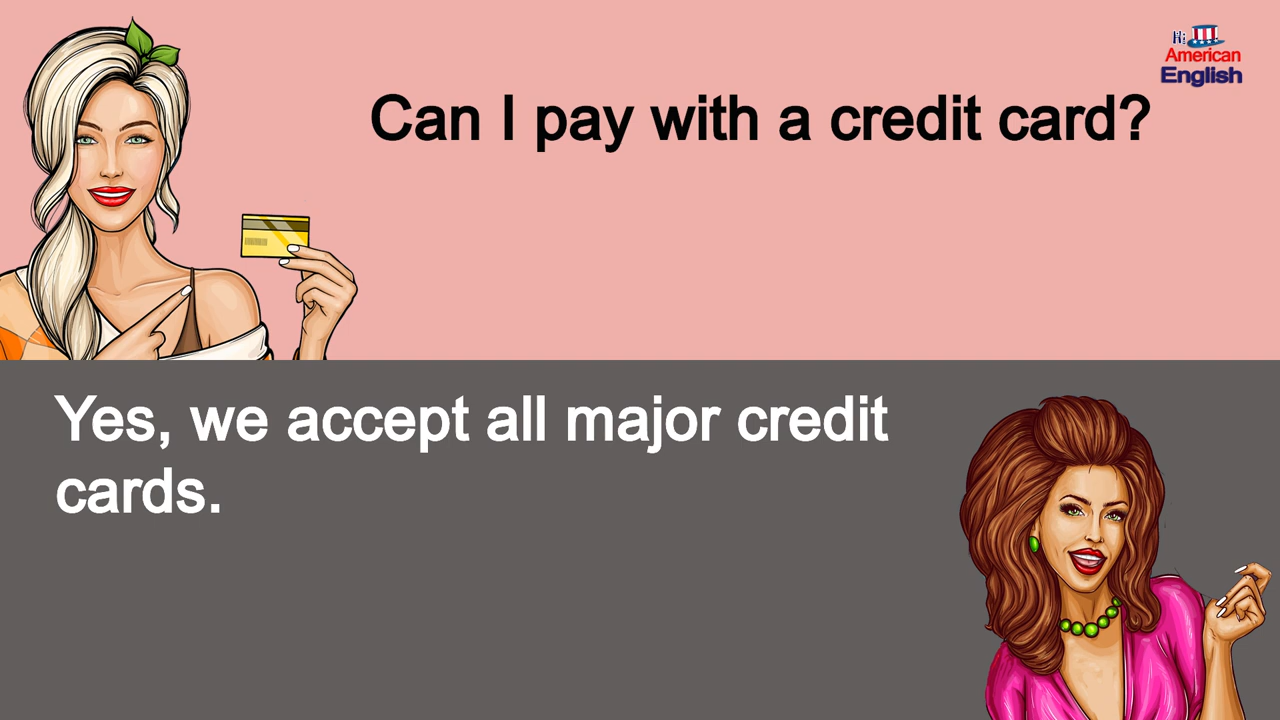 Hi
American
English
Can I pay with a credit card?
Yes, we accept all major credit
cards.